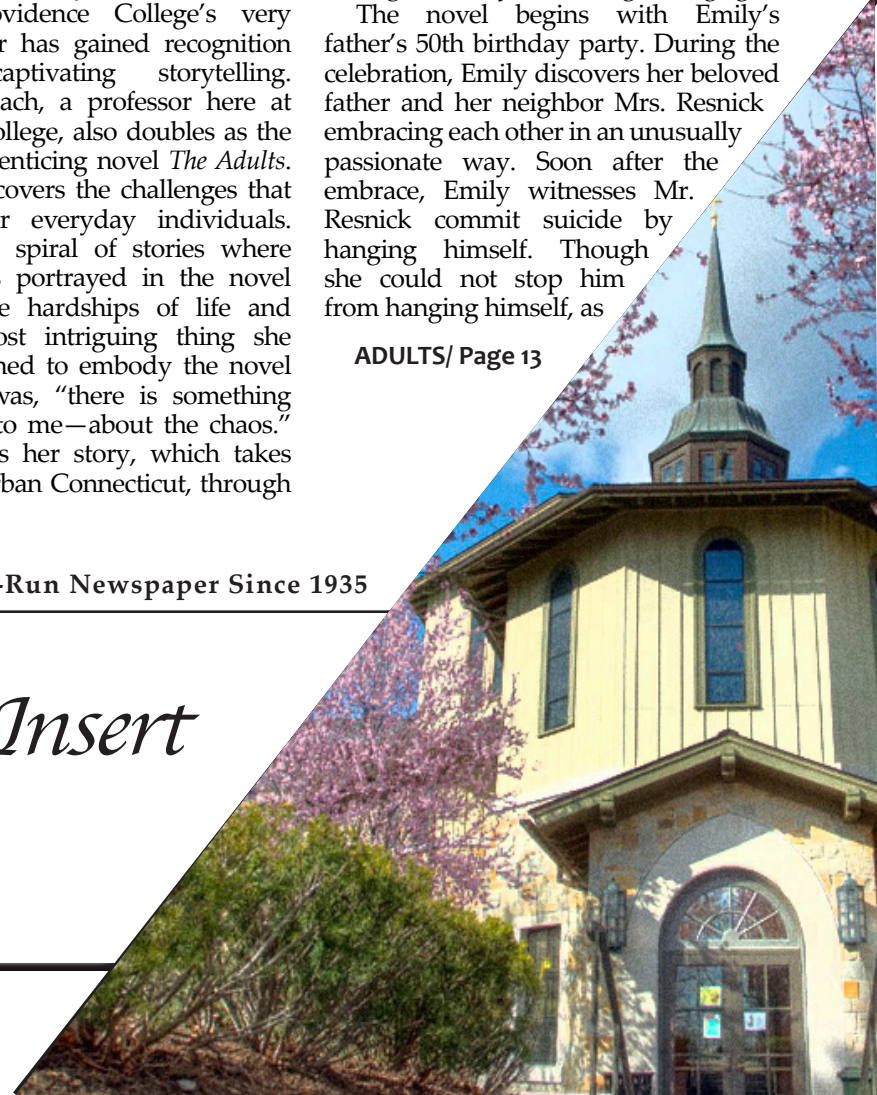 ovidence College’s very
r has gained recognition
captivating storytelling.
ach, a professor here at
ollege, also doubles as the
enticing novel The Adults.
covers the challenges that
r everyday individuals.
spiral of stories where
s portrayed in the novel
e hardships of life and
ost intriguing thing she
ned to embody the novel
was, “there is something
to me—about the chaos.”
s her story, which takes
rban Connecticut, through
The novel begins with Emily’s
father’s 50th birthday party. During the
celebration, Emily discovers her beloved
father and her neighbor Mrs. Resnick
embracing each other in an unusually
passionate way. Soon after the
embrace, Emily witnesses Mr.
Resnick commit suicide by
hanging himself. Though
she could not stop him
from hanging himself, as
ADULTS/ Page 13
-Run Newspaper Since 1935
Insert